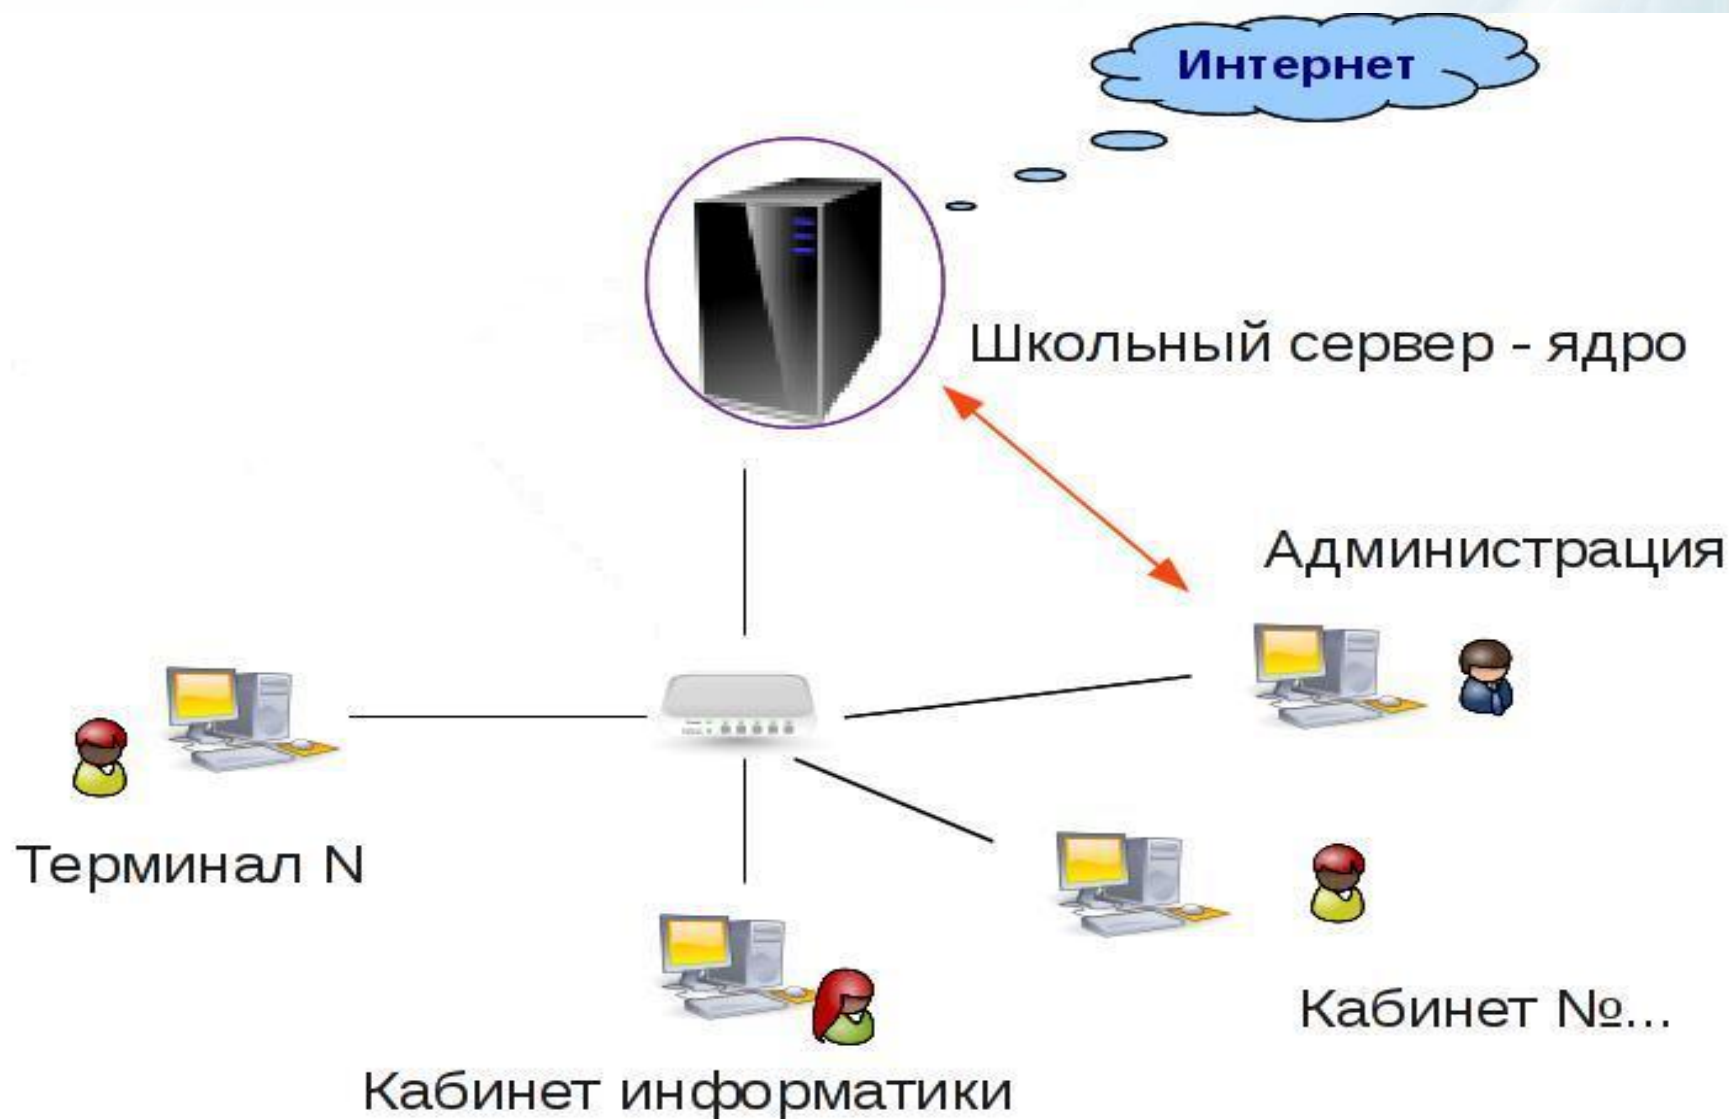 Интернет
Школьный сервер - ядро
Администрация
Терминал N
Кабинет №...
Кабинет информатики